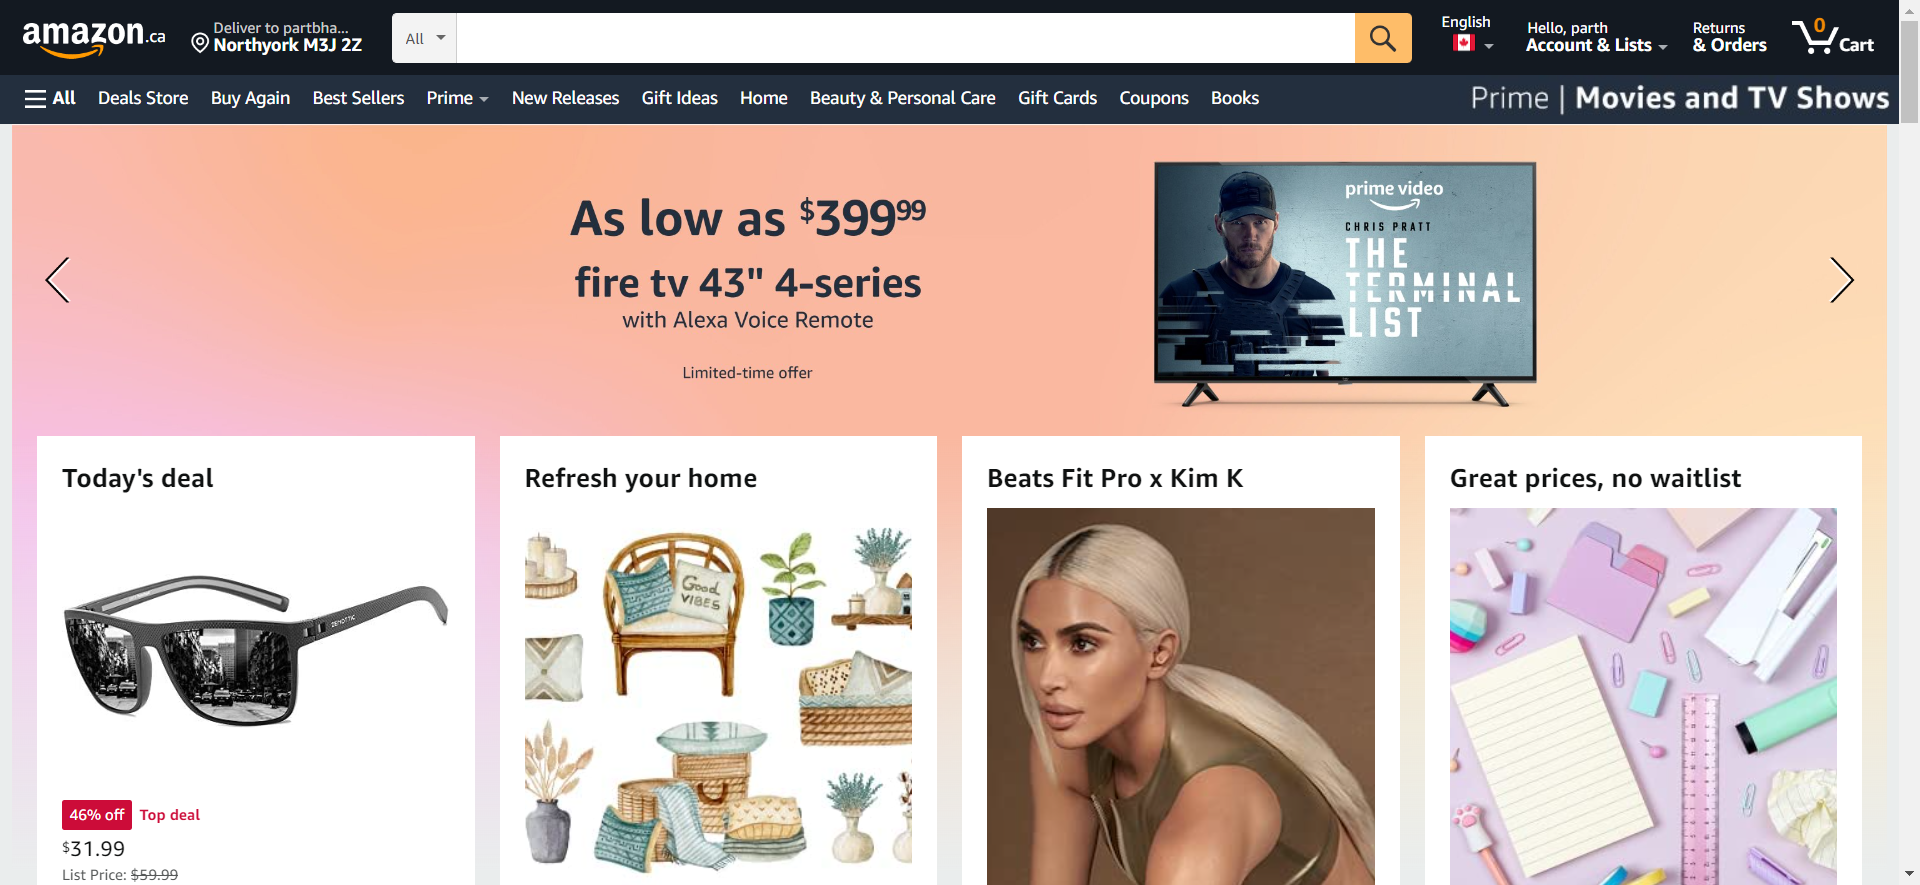 amazon.ca
Deliver to partbha...
Northyork M3J 2Z
All
English
Hello, parth
Account & Lists
Returns
& Orders
0
Cart
All
Deals Store
Buy Again
Best Sellers
Prime
New Releases
Gift Ideas
Home
Beauty & Personal Care
Gift Cards
Coupons
Books
Prime | Movies and TV Shows
As low as $39999
fire tv 43" 4-series
with Alexa Voice Remote
Limited-time offer
prime video
CHRIS PRATT
THE
TERMINAL
LIST
Today's deal
ZENOTTIC
46% off
Top deal
$31.99
List Price: $59.99
Refresh your home
Good
VIBES
Beats Fit Pro x Kim K
Great prices, no waitlist